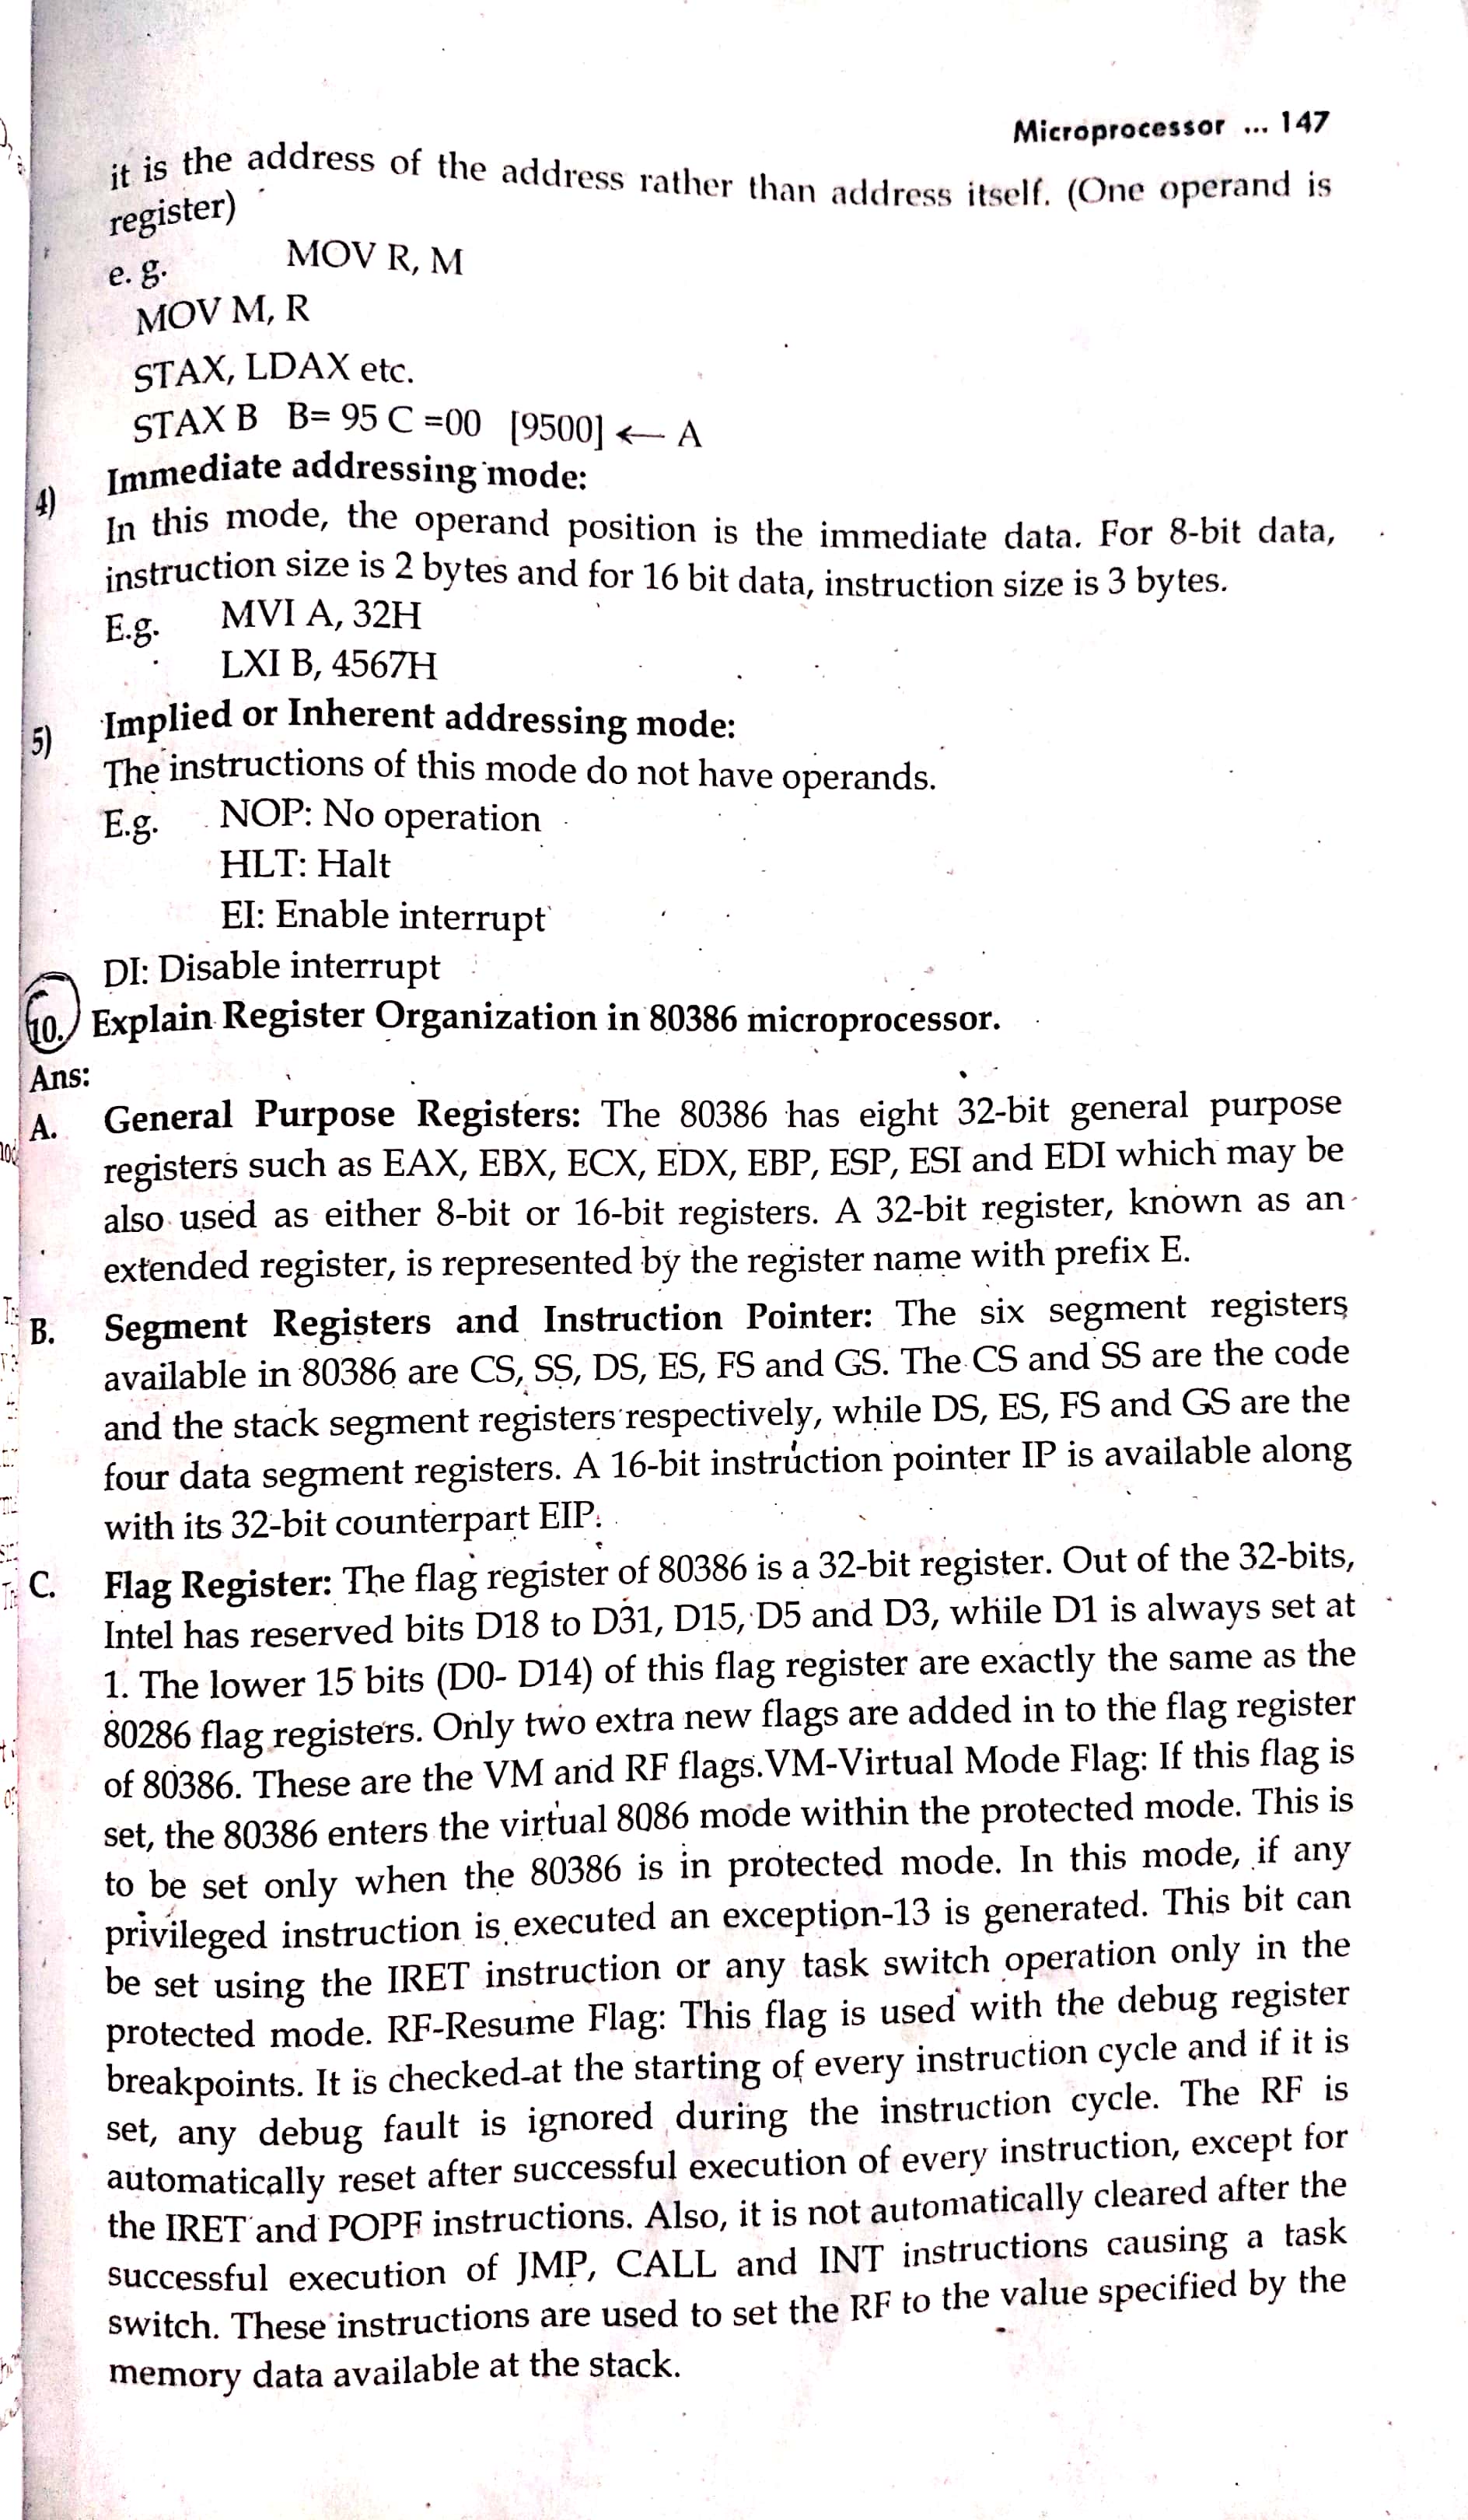 Microprocessor ... 147
it is the address of the address rather than address itself. (One operand is
register)
e. g. MOV R, M
MOV M, R
STAX, LDAX etc.
STAX B B= 95 C =00 [9500] ← A
4) Immediate addressing mode:
In this mode, the operand position is the immediate data. For 8-bit data,
instruction size is 2 bytes and for 16 bit data, instruction size is 3 bytes.
E.g. MVI A, 32H
LXI B, 4567H
5) Implied or Inherent addressing mode:
The instructions of this mode do not have operands.
E.g. NOP: No operation
HLT: Halt
EI: Enable interrupt
DI: Disable interrupt
10. Explain Register Organization in 80386 microprocessor.
Ans:
A. General Purpose Registers: The 80386 has eight 32-bit general purpose
registers such as EAX, EBX, ECX, EDX, EBP, ESP, ESI and EDI which may be
also used as either 8-bit or 16-bit registers. A 32-bit register, known as an
extended register, is represented by the register name with prefix E.
B. Segment Registers and Instruction Pointer: The six segment registers
available in 80386 are CS, SS, DS, ES, FS and GS. The CS and SS are the code
and the stack segment registers respectively, while DS, ES, FS and GS are the
four data segment registers. A 16-bit instruction pointer IP is available along
with its 32-bit counterpart EIP.
C. Flag Register: The flag register of 80386 is a 32-bit register. Out of the 32-bits,
Intel has reserved bits D18 to D31, D15, D5 and D3, while D1 is always set at
1. The lower 15 bits (D0- D14) of this flag register are exactly the same as the
80286 flag registers. Only two extra new flags are added in to the flag register
of 80386. These are the VM and RF flags.VM-Virtual Mode Flag: If this flag is
set, the 80386 enters the virtual 8086 mode within the protected mode. This is
to be set only when the 80386 is in protected mode. In this mode, if any
privileged instruction is executed an exception-13 is generated. This bit can
be set using the IRET instruction or any task switch operation only in the
protected mode. RF-Resume Flag: This flag is used with the debug register
breakpoints. It is checked-at the starting of every instruction cycle and if it is
set, any debug fault is ignored during the instruction cycle. The RF is
automatically reset after successful execution of every instruction, except for
the IRET and POPF instructions. Also, it is not automatically cleared after the
successful execution of JMP, CALL and INT instructions causing a task
switch. These instructions are used to set the RF to the value specified by the
memory data available at the stack.